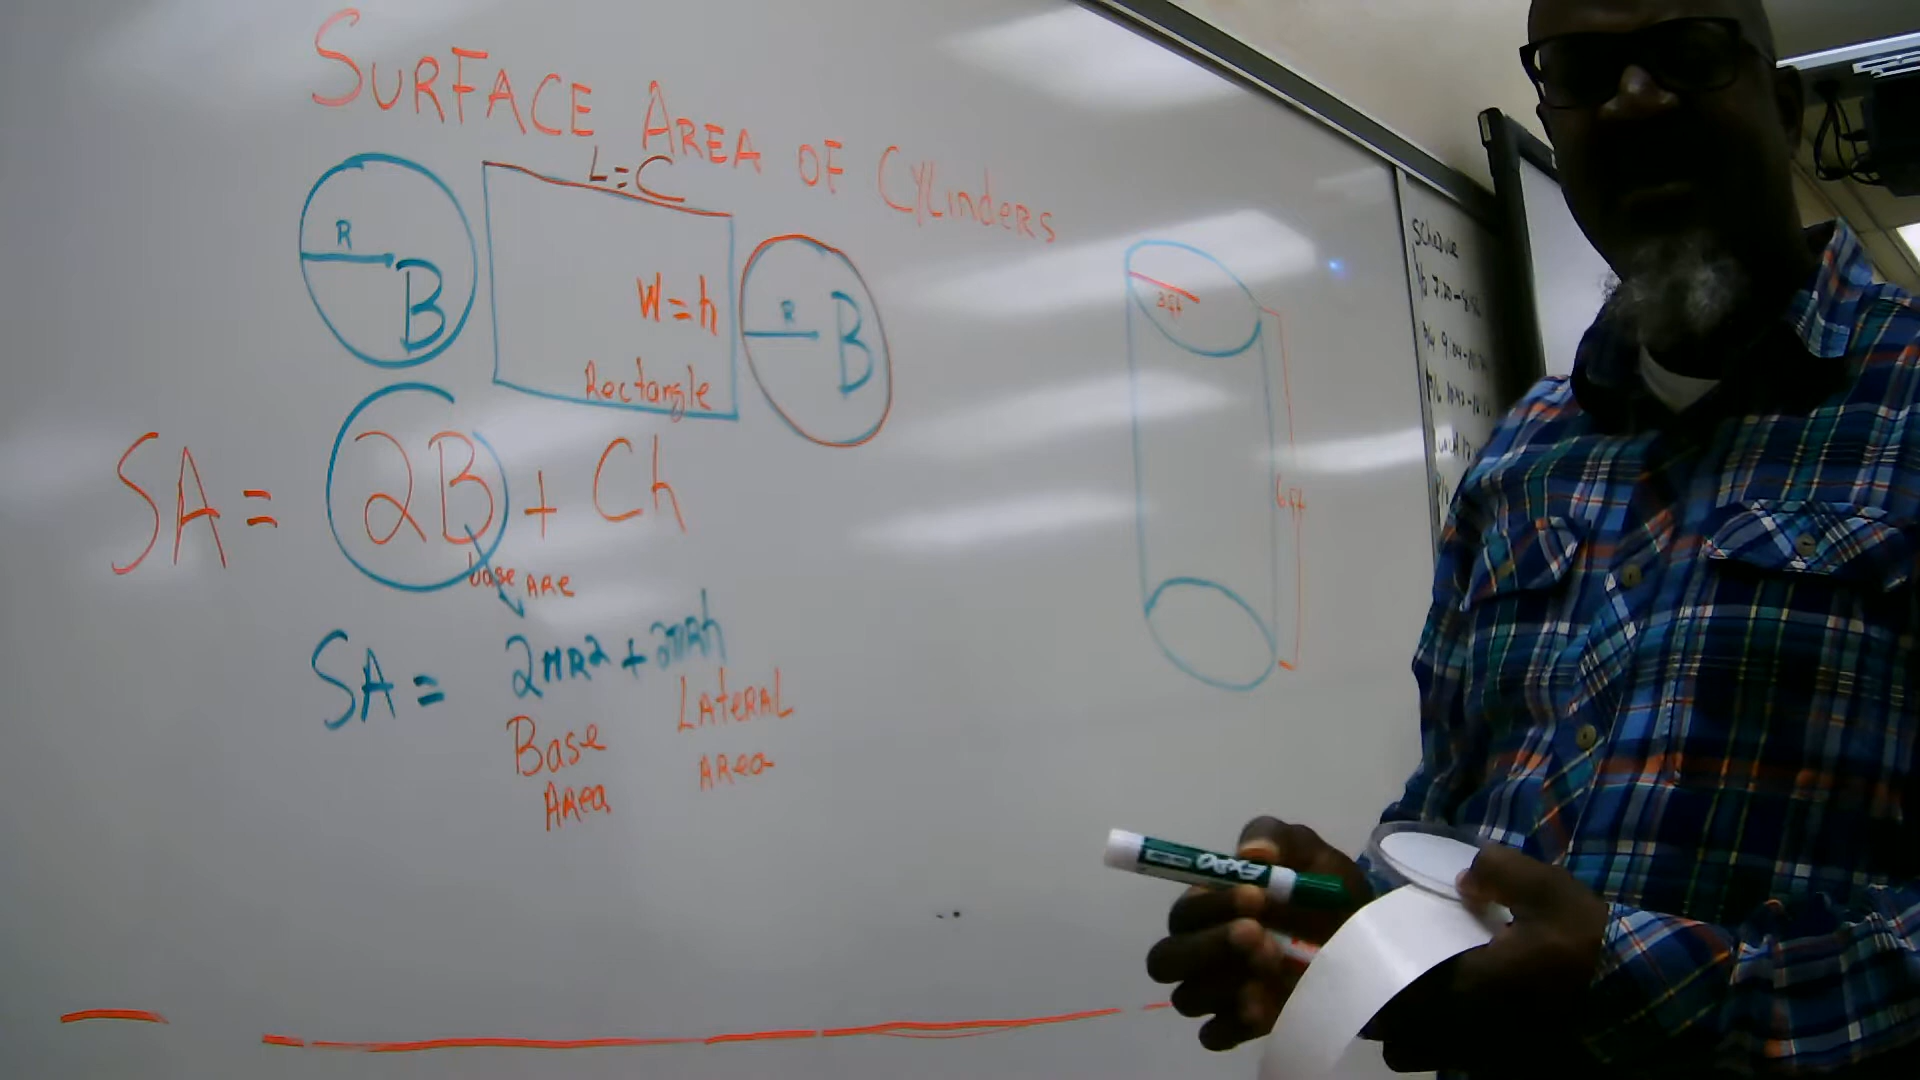 SURFACE AREA OF CYlinders
L=C
R
B
W=h
Rectangle
R
B
SA = 2B + Ch
base ARE
SA = 2πR2 + 2πRh
Base Area
LATERAL AREA
3ft
6ft
Schedule
EXPO